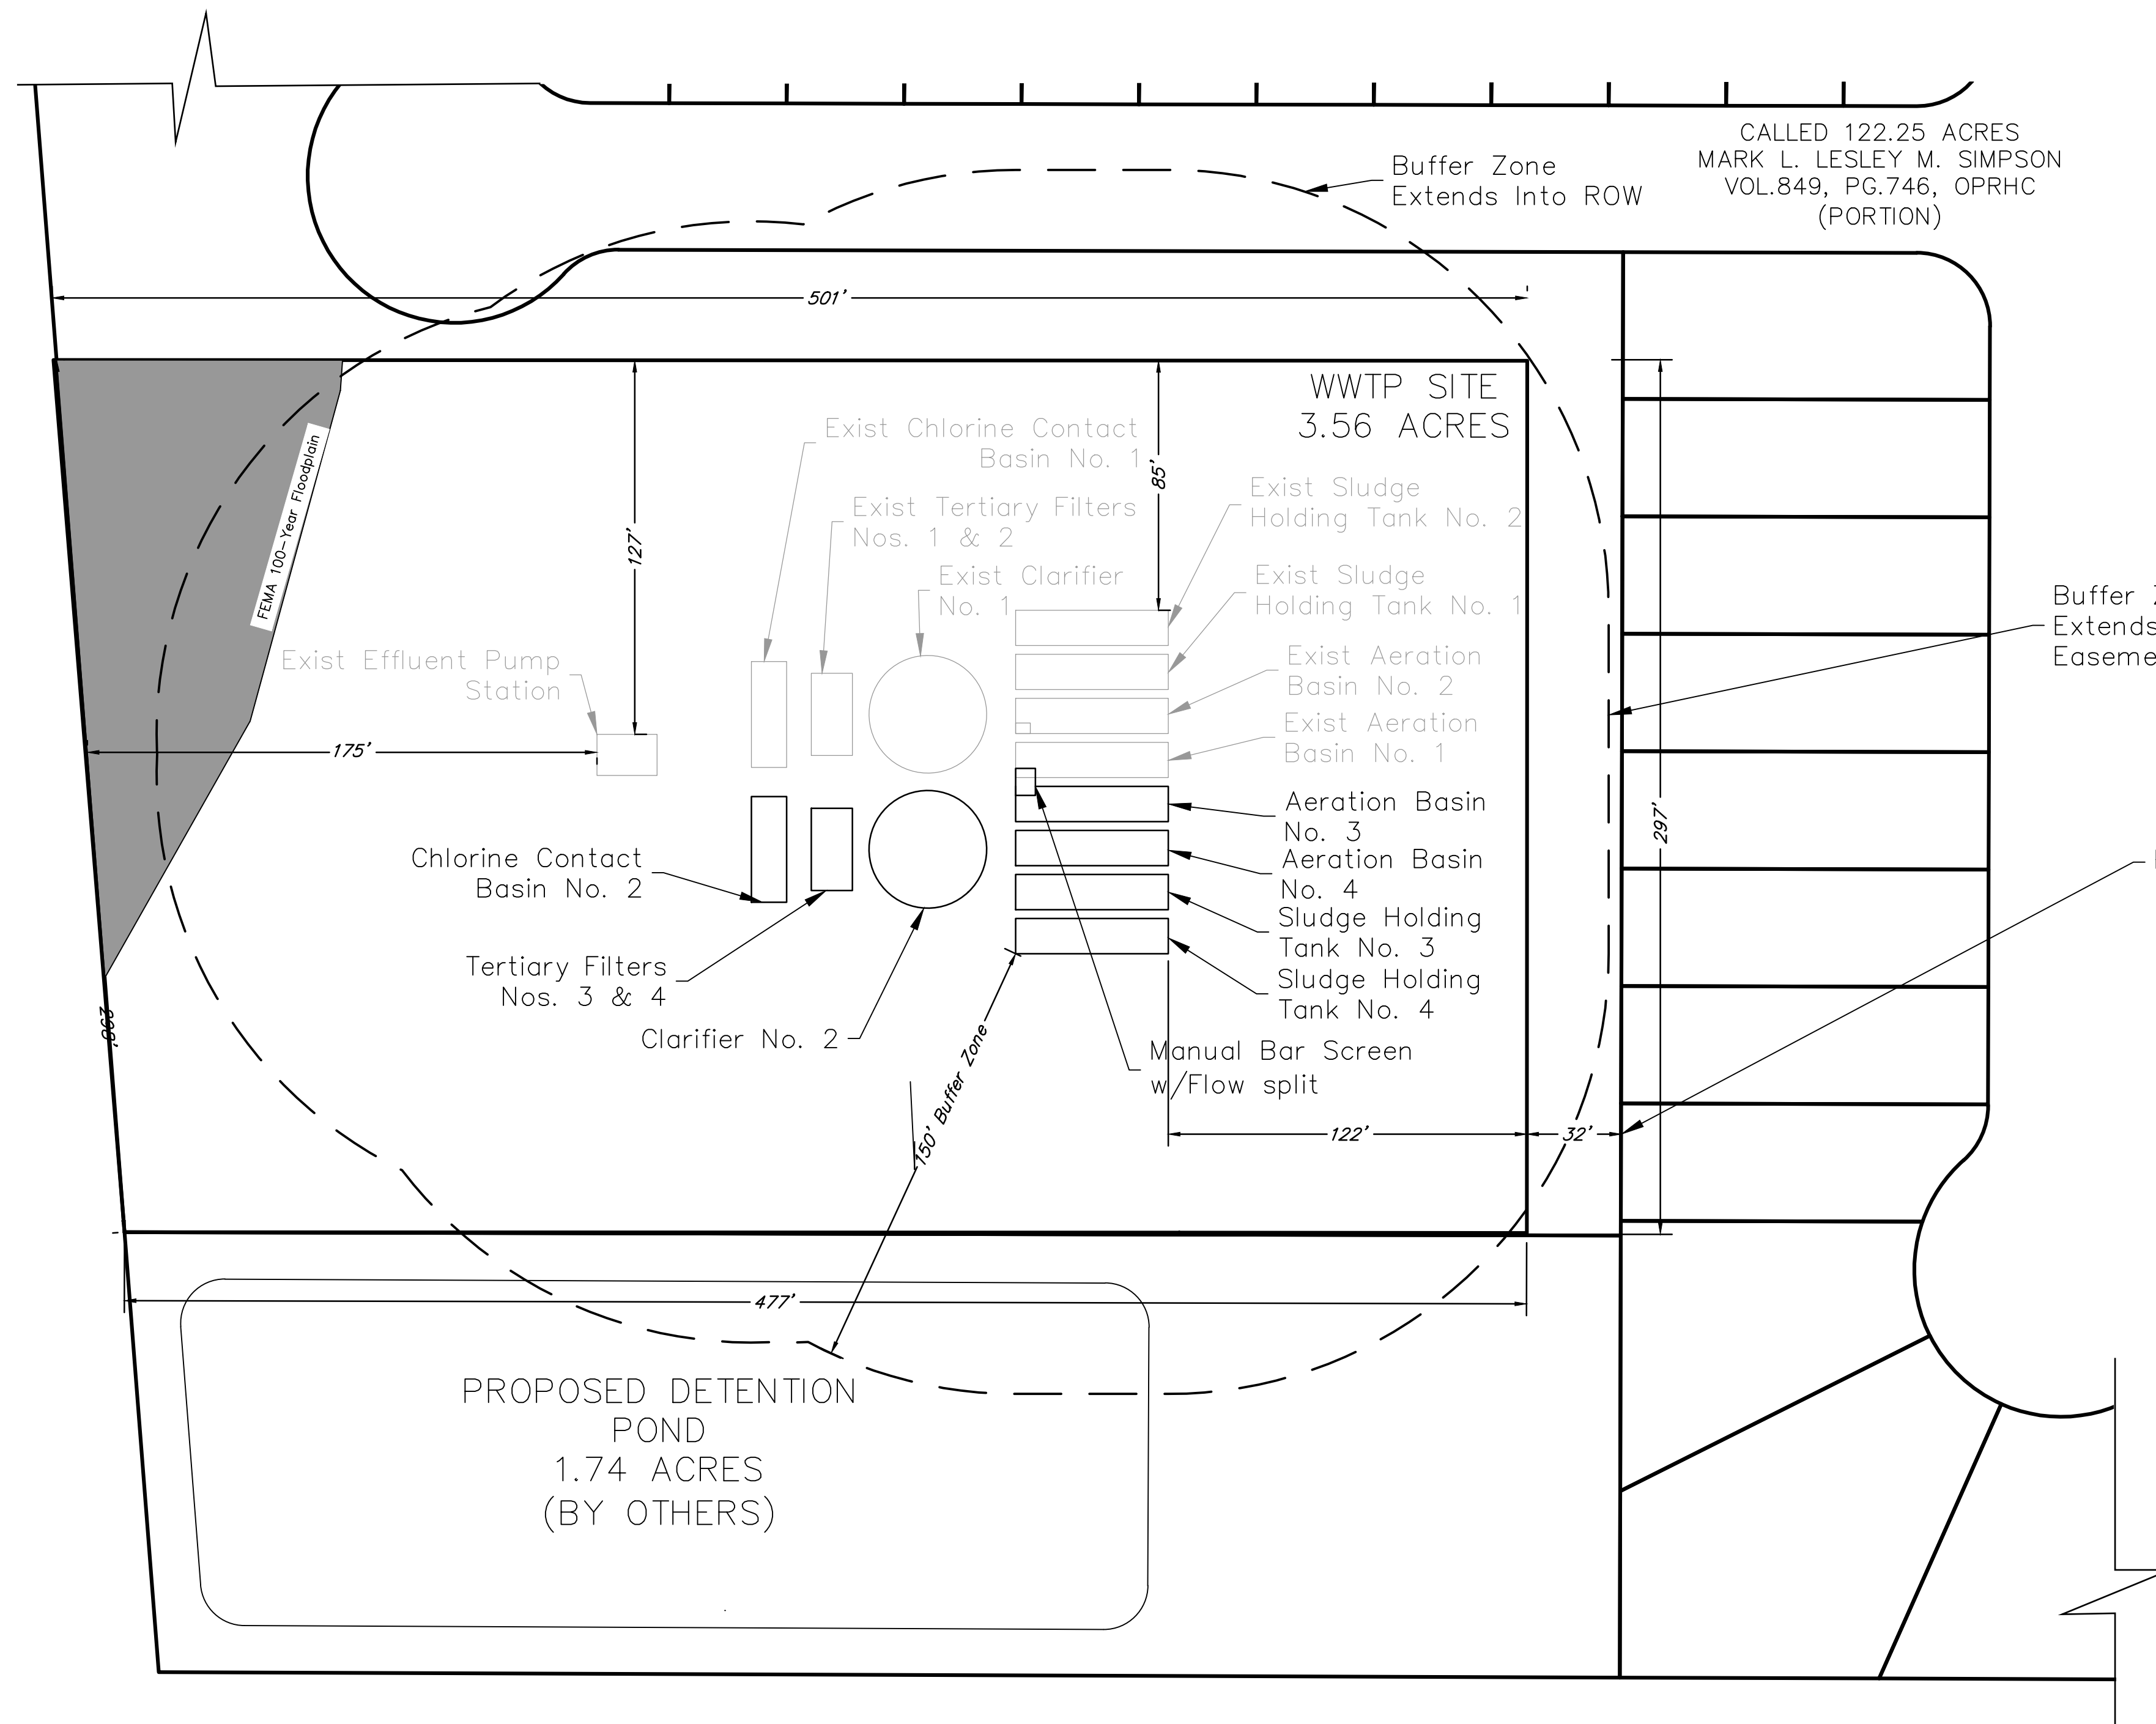 CALLED 122.25 ACRES
MARK L. LESLEY M. SIMPSON
VOL.849, PG.746, OPRHC
(PORTION)
Buffer Zone
Extends Into ROW
501'
WWTP SITE
3.56 ACRES
Exist Chlorine Contact
Basin No. 1
85'
Exist Sludge
Holding Tank No. 2
Exist Tertiary Filters
Nos. 1 & 2
127'
FEMA 100-Year Floodplain
Exist Clarifier
No. 1
Exist Sludge
Holding Tank No. 1
Buffer
Extends
Exist Effluent Pump
Station
Exist Aeration
Basin No. 2
Exist Aeration
Basin No. 1
175'
297'
Aeration Basin
No. 3
Chlorine Contact
Basin No. 2
Aeration Basin
No. 4
Sludge Holding
Tank No. 3
Tertiary Filters
Nos. 3 & 4
Sludge Holding
Tank No. 4
298'
Clarifier No. 2
Manual Bar Screen
w/Flow split
150' Buffer Zone
122'
32'
477'
PROPOSED DETENTION
POND
1.74 ACRES
(BY OTHERS)